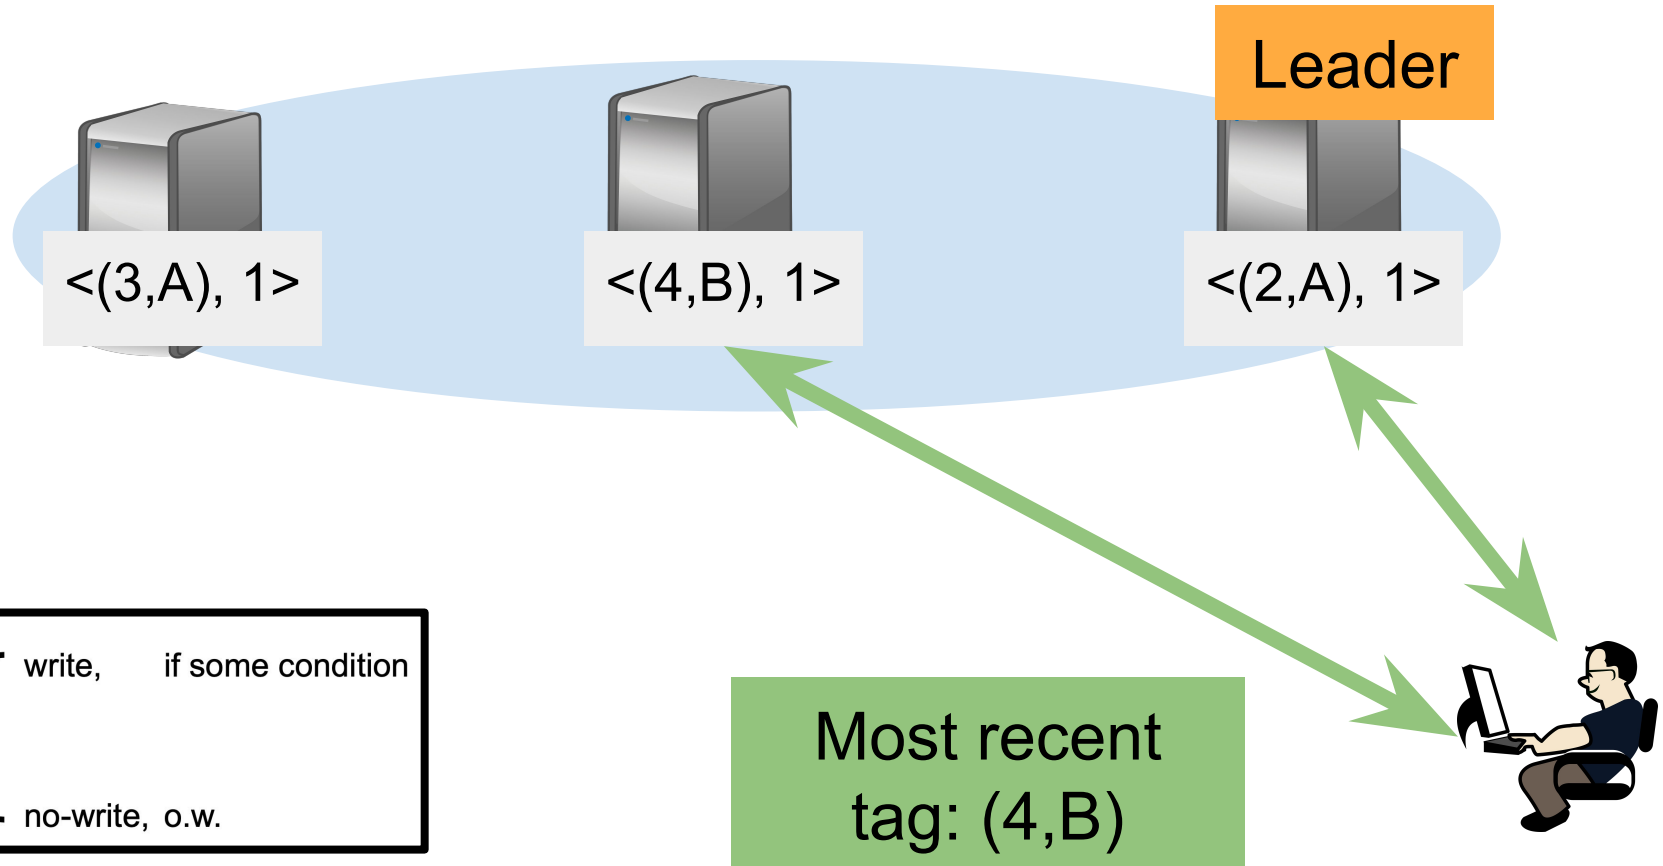 Leader
<(3,A), 1>
<(4,B), 1>
<(2,A), 1>
write, if some condition
no-write, o.w.
Most recent
tag: (4,B)